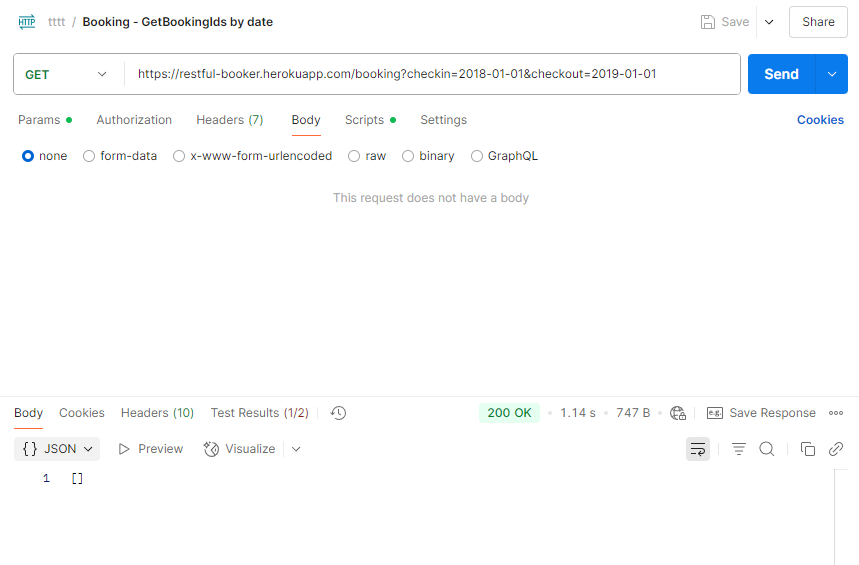 HTTP tttt / Booking - GetBookingIds by date Save Share
GET https://restful-booker.herokuapp.com/booking?checkin=2018-01-01&checkout=2019-01-01 Send
Params Authorization Headers (7) Body Scripts Settings Cookies
none form-data x-www-form-urlencoded raw binary GraphQL
This request does not have a body
Body Cookies Headers (10) Test Results (1/2) 200 OK 1.14 s 747 B e.g. Save Response
{} JSON Preview Visualize
1 []